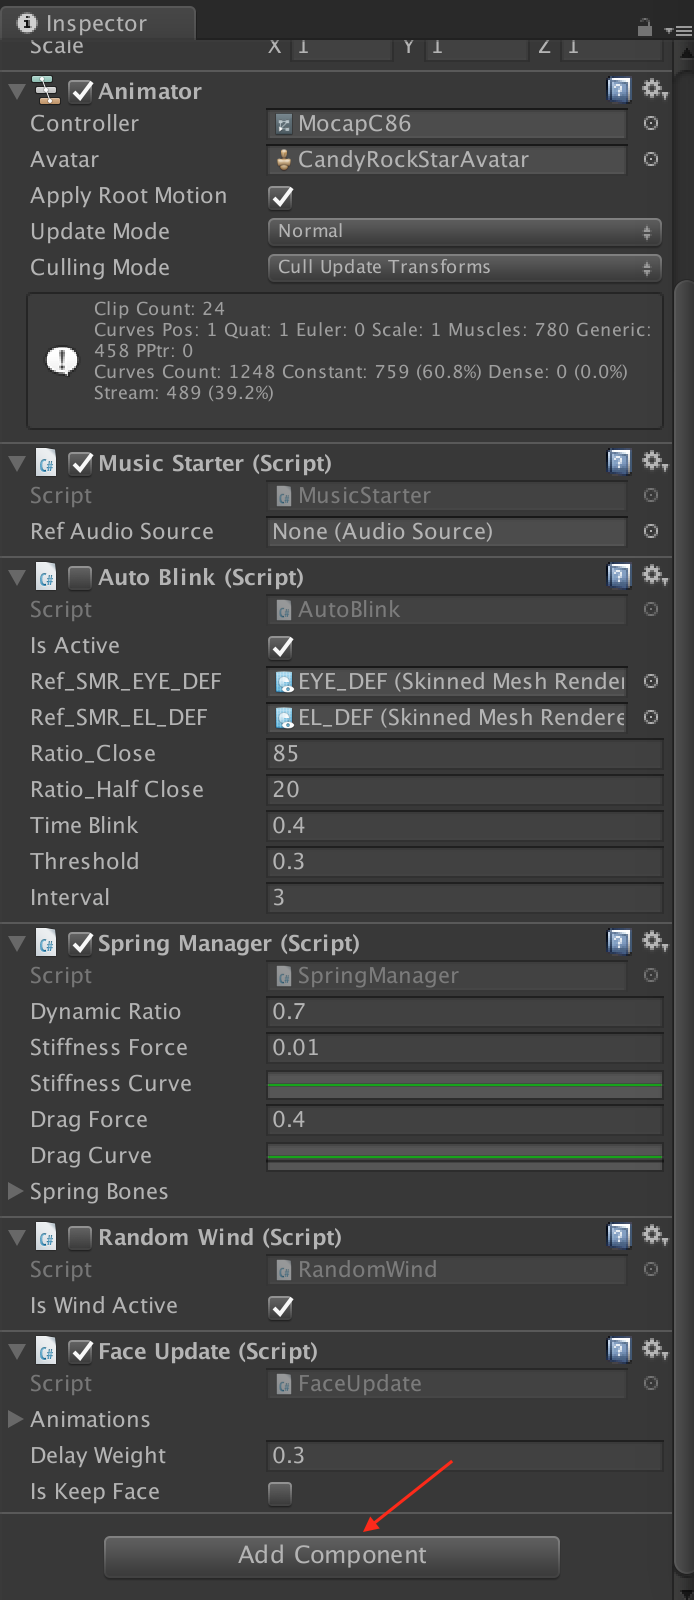 Inspector
Scale X 1 Y 1 Z 1
Animator
Controller MocapC86
Avatar CandyRockStarAvatar
Apply Root Motion
Update Mode Normal
Culling Mode Cull Update Transforms
Clip Count: 24
Curves Pos: 1 Quat: 1 Euler: 0 Scale: 1 Muscles: 780 Generic:
458 PPtr: 0
Curves Count: 1248 Constant: 759 (60.8%) Dense: 0 (0.0%)
Stream: 489 (39.2%)
C# Music Starter (Script)
Script MusicStarter
Ref Audio Source None (Audio Source)
C# Auto Blink (Script)
Script AutoBlink
Is Active
Ref_SMR_EYE_DEF EYE_DEF (Skinned Mesh Render
Ref_SMR_EL_DEF EL_DEF (Skinned Mesh Rendere
Ratio_Close 85
Ratio_Half Close 20
Time Blink 0.4
Threshold 0.3
Interval 3
C# Spring Manager (Script)
Script SpringManager
Dynamic Ratio 0.7
Stiffness Force 0.01
Stiffness Curve
Drag Force 0.4
Drag Curve
Spring Bones
C# Random Wind (Script)
Script RandomWind
Is Wind Active
C# Face Update (Script)
Script FaceUpdate
Animations
Delay Weight 0.3
Is Keep Face
Add Component